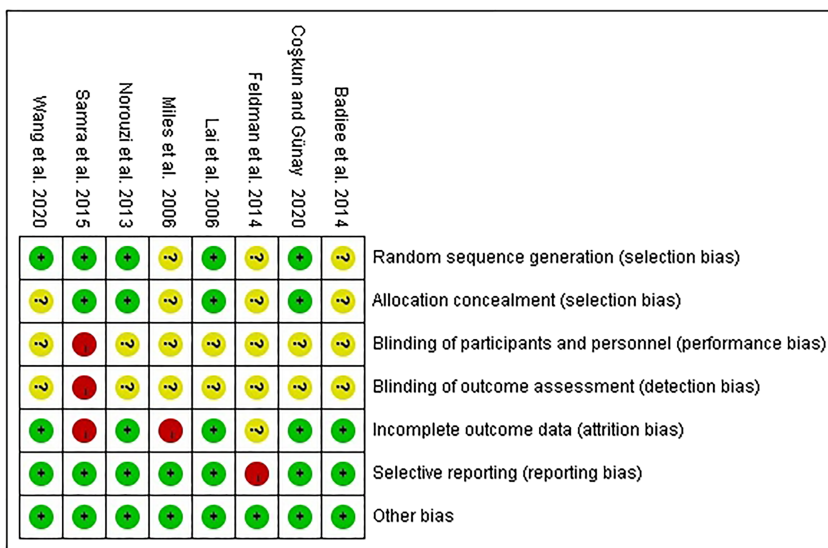 Wang et al. 2020
Samra et al. 2015
Norouzi et al. 2013
Miles et al. 2006
Lai et al. 2006
Feldman et al. 2014
Coşkun and Günay 2020
Badiee et al. 2014
+ + + ? + ? + ? Random sequence generation (selection bias)
? + + ? + ? + ? Allocation concealment (selection bias)
? - ? ? ? ? ? ? Blinding of participants and personnel (performance bias)
? - ? ? ? ? ? ? Blinding of outcome assessment (detection bias)
+ - + - + ? + + Incomplete outcome data (attrition bias)
+ + + + + - + + Selective reporting (reporting bias)
+ + + + + + + + Other bias